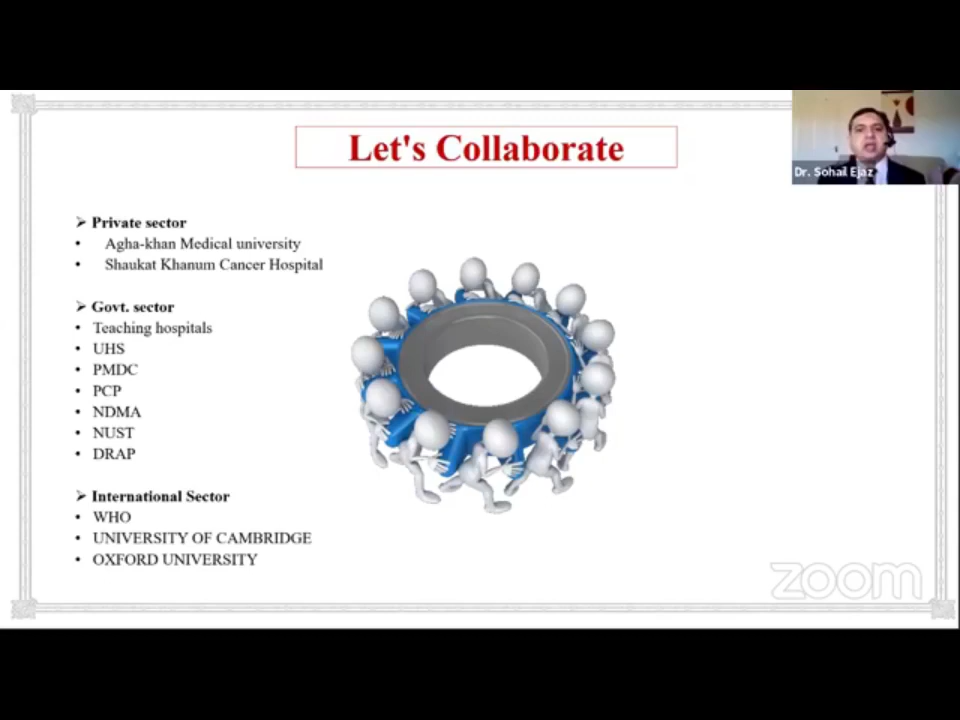 Let's Collaborate
Dr. Sohail Ejaz
➢ Private sector
• Agha-khan Medical university
• Shaukat Khanum Cancer Hospital
➢ Govt. sector
• Teaching hospitals
• UHS
• PMDC
• PCP
• NDMA
• NUST
• DRAP
➢ International Sector
• WHO
• UNIVERSITY OF CAMBRIDGE
• OXFORD UNIVERSITY
zoom